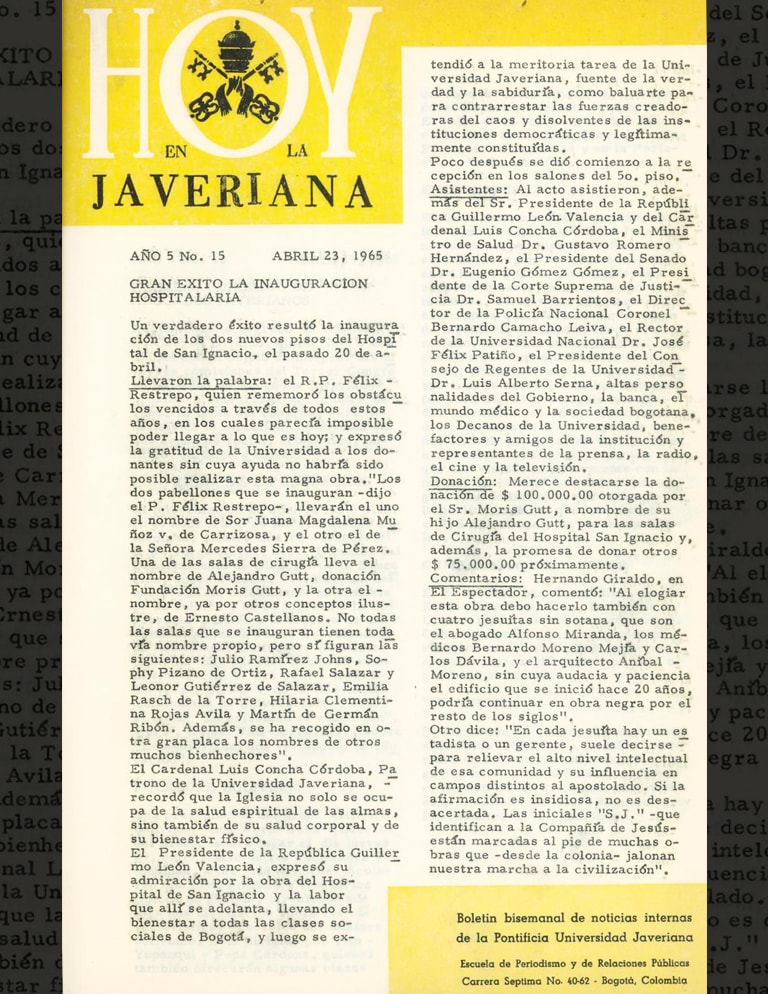 HOY
EN LA
JAVERIANA
AÑO 5 No. 15 ABRIL 23, 1965
GRAN EXITO LA INAUGURACION
HOSPITALARIA
Un verdadero éxito resultó la inaugura
ción de los dos nuevos pisos del Hospi
tal de San Ignacio, el pasado 20 de a-
bril.
Llevaron la palabra: el R.P. Félix -
Restrepo, quien rememoró los obstácu
los vencidos a través de todos estos
años, en los cuales parecía imposible
poder llegar a lo que es hoy; y expresó
la gratitud de la Universidad a los do-
nantes sin cuya ayuda no habría sido
posible realizar esta magna obra."Los
dos pabellones que se inauguran -dijo
el P. Félix Restrepo-, llevarán el uno
el nombre de Sor Juana Magdalena Mu
ñoz v. de Carrizosa, y el otro el de
la Señora Mercedes Sierra de Pérez.
Una de las salas de cirugía lleva el
nombre de Alejandro Gutt, donación
Fundación Moris Gutt, y la otra el -
nombre, ya por otros conceptos ilus-
tre, de Ernesto Castellanos. No todas
las salas que se inauguran tienen toda
vía nombre propio, pero sí figuran las
siguientes: Julio Ramírez Johns, So-
phy Pizano de Ortiz, Rafael Salazar y
Leonor Gutiérrez de Salazar, Emilia
Rasch de la Torre, Hilaria Clementi-
na Rojas Avila y Martín de Germán
Ribón. Además, se ha recogido en o-
tra gran placa los nombres de otros
muchos bienhechores".
El Cardenal Luis Concha Córdoba, Pa
trono de la Universidad Javeriana, -
recordó que la Iglesia no solo se ocu-
pa de la salud espiritual de las almas,
sino también de su salud corporal y de
su bienestar físico.
El Presidente de la República Guiller
mo León Valencia, expresó su
admiración por la obra del Hos-
pital de San Ignacio y la labor
que allí se adelanta, llevando el
bienestar a todas las clases so-
ciales de Bogotá, y luego se ex-
tendió a la meritoria tarea de la Uni-
versidad Javeriana, fuente de la ver-
dad y la sabiduría, como baluarte pa-
ra contrarrestar las fuerzas creado-
ras del caos y disolventes de las ins-
tituciones democráticas y legítima-
mente constituídas.
Poco después se dió comienzo a la re
cepción en los salones del 5o. piso.
Asistentes: Al acto asistieron, ade-
más del Sr. Presidente de la Repúbli
ca Guillermo León Valencia y del Car
denal Luis Concha Córdoba, el Minis
tro de Salud Dr. Gustavo Romero
Hernández, el Presidente del Senado
Dr. Eugenio Gómez Gómez, el Presi
dente de la Corte Suprema de Justi-
cia Dr. Samuel Barrientos, el Direc
tor de la Policía Nacional Coronel
Bernardo Camacho Leiva, el Rector
de la Universidad Nacional Dr. José
Félix Patiño, el Presidente del Con
sejo de Regentes de la Universidad-
Dr. Luis Alberto Serna, altas perso
nalidades del Gobierno, la banca, el
mundo médico y la sociedad bogotana,
los Decanos de la Universidad, bene-
factores y amigos de la institución y
representantes de la prensa, la radio,
el cine y la televisión.
Donación: Merece destacarse la do-
nación de $ 100.000.00 otorgada por
el Sr. Moris Gutt, a nombre de su
hijo Alejandro Gutt, para las salas
de Cirugía del Hospital San Ignacio y,
además, la promesa de donar otros
$ 75.000.00 próximamente.
Comentarios: Hernando Giraldo, en
El Espectador, comentó: "Al elogiar
esta obra debo hacerlo también con
cuatro jesuítas sin sotana, que son
el abogado Alfonso Miranda, los mé-
dicos Bernardo Moreno Mejía y Car-
los Dávila, y el arquitecto Aníbal -
Moreno, sin cuya audacia y paciencia
el edificio que se inició hace 20 años,
podría continuar en obra negra por el
resto de los siglos".
Otro dice: "En cada jesuíta hay un es
tadista o un gerente, suele decirse -
para relievar el alto nivel intelectual
de esa comunidad y su influencia en
campos distintos al apostolado. Si la
afirmación es insidiosa, no es des-
acertada. Las iniciales "S.J." -que
identifican a la Compañía de Jesús-
están marcadas al pie de muchas o-
bras que -desde la colonia- jalonan
nuestra marcha a la civilización".
Boletin bisemanal de noticias internas
de la Pontificia Universidad Javeriana
Escuela de Periodismo y de Relaciones Públicas
Carrera Septima No. 40-62 - Bogotá, Colombia